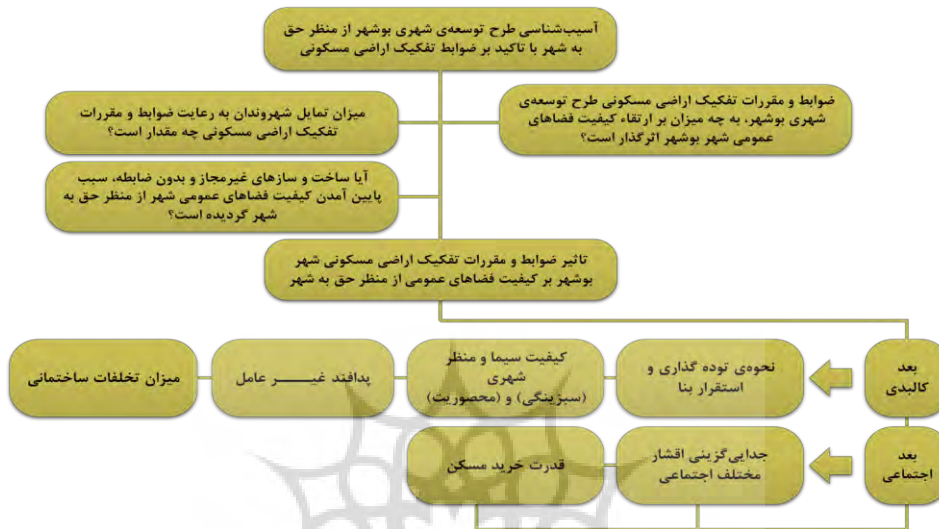 آسیب‌شناسی طرح توسعه‌ی شهری بوشهر از منظر حق
به شهر با تاکید بر ضوابط تفکیک اراضی مسکونی
ضوابط و مقررات تفکیک اراضی مسکونی طرح توسعه‌ی
شهری بوشهر، به چه میزان بر ارتقاء کیفیت فضاهای
عمومی شهر بوشهر اثرگذار است؟
میزان تمایل شهروندان به رعایت ضوابط و مقررات
تفکیک اراضی مسکونی چه مقدار است؟
آیا ساخت و سازهای غیرمجاز و بدون ضابطه، سبب
پایین آمدن کیفیت فضاهای عمومی شهر از منظر حق به
شهر گردیده است؟
تاثیر ضوابط و مقررات تفکیک اراضی مسکونی شهر
بوشهر بر کیفیت فضاهای عمومی از منظر حق به شهر
بعد
کالبدی
نحوه‌ی توده گذاری و
استقرار بنا
کیفیت سیما و منظر
شهری
(سبزینگی) و (محصوریت)
پدافند غیـــــر عامل
میزان تخلفات ساختمانی
بعد
اجتماعی
جدایی‌گزینی اقشار
مختلف اجتماعی
قدرت خرید مسکن